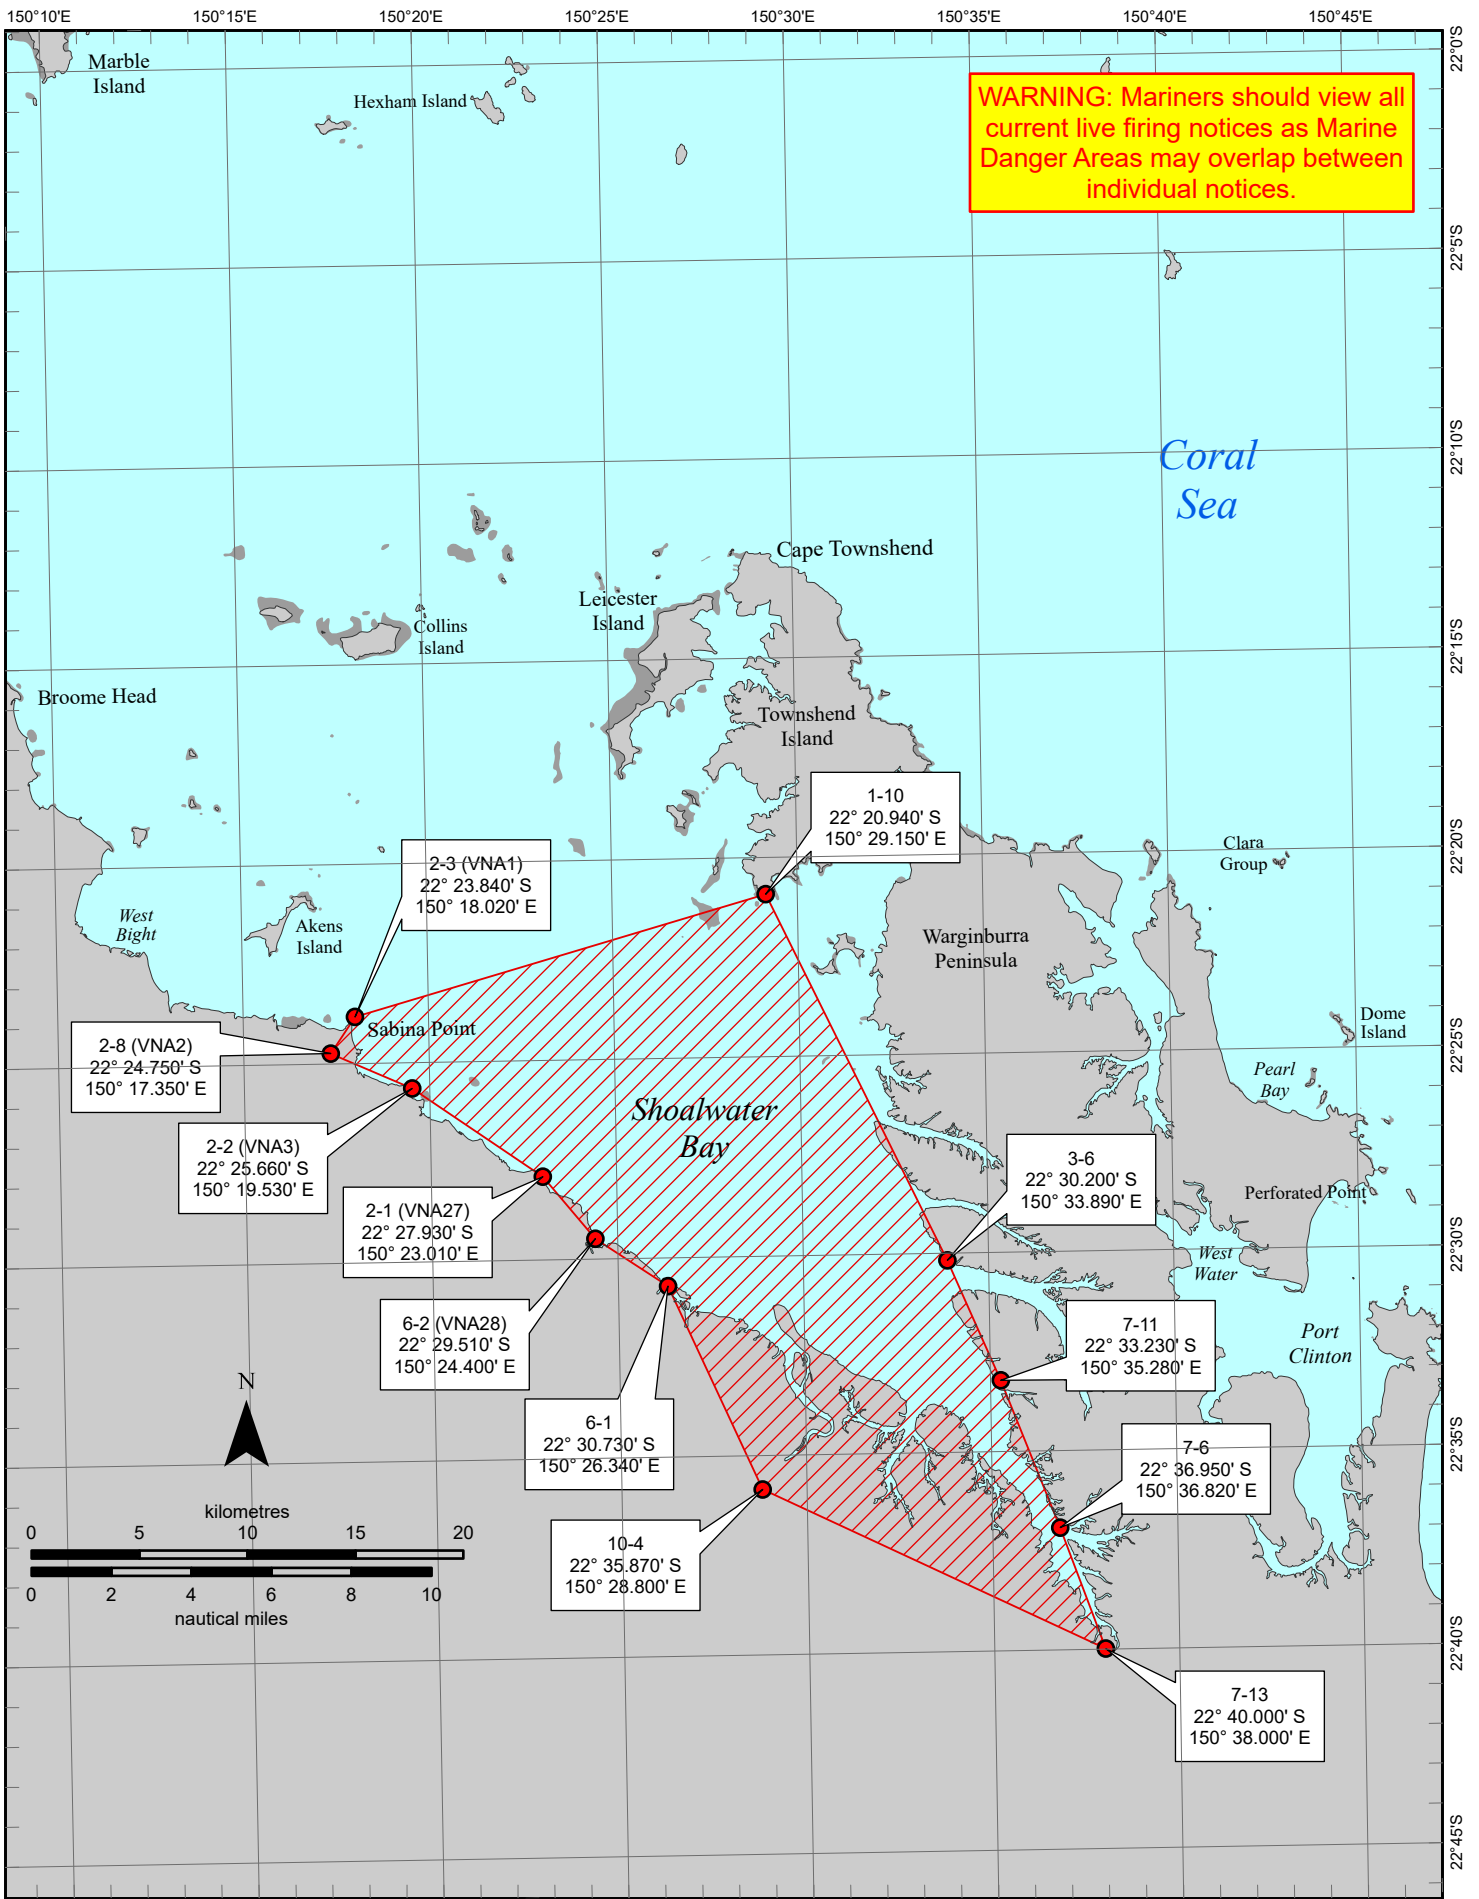 150°10'E
150°15'E
150°20'E
150°25'E
150°30'E
150°35'E
150°40'E
150°45'E
22°0'S
22°5'S
22°10'S
22°15'S
22°20'S
22°25'S
22°30'S
22°35'S
22°40'S
22°45'S
WARNING: Mariners should view all
current live firing notices as Marine
Danger Areas may overlap between
individual notices.
Marble
Island
Hexham Island
Coral
Sea
Cape Townshend
Leicester
Island
Collins
Island
Broome Head
Townshend
Island
1-10
22° 20.940' S
150° 29.150' E
Clara
Group
2-3 (VNA1)
22° 23.840' S
150° 18.020' E
West
Bight
Akens
Island
Warginburra
Peninsula
Dome
Island
Sabina Point
2-8 (VNA2)
22° 24.750' S
150° 17.350' E
Pearl
Bay
Shoalwater
Bay
2-2 (VNA3)
22° 25.660' S
150° 19.530' E
3-6
22° 30.200' S
150° 33.890' E
Perforated Point
2-1 (VNA27)
22° 27.930' S
150° 23.010' E
West
Water
6-2 (VNA28)
22° 29.510' S
150° 24.400' E
7-11
22° 33.230' S
150° 35.280' E
Port
Clinton
N
6-1
22° 30.730' S
150° 26.340' E
7-6
22° 36.950' S
150° 36.820' E
kilometres
0 5 10 15 20
0 2 4 6 8 10
nautical miles
10-4
22° 35.870' S
150° 28.800' E
7-13
22° 40.000' S
150° 38.000' E